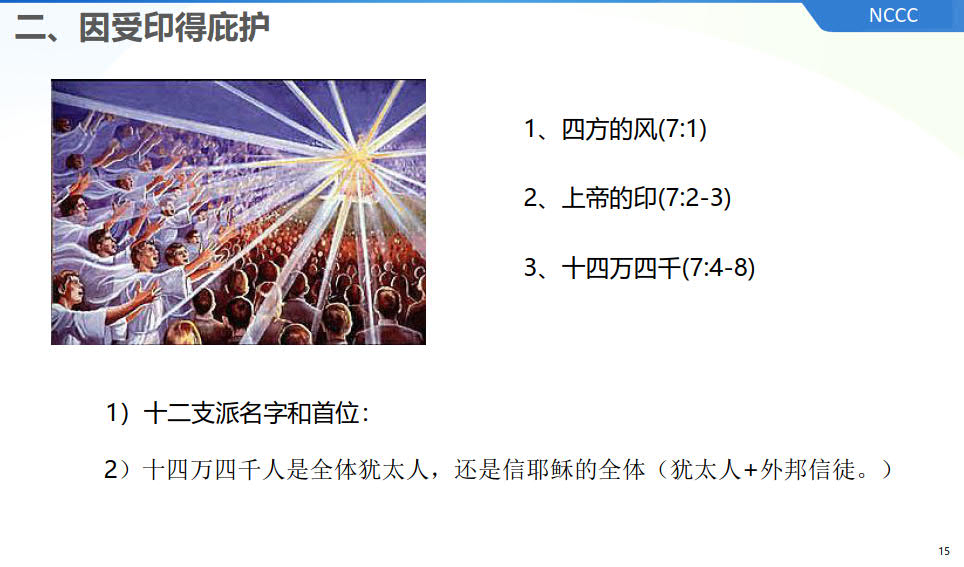 NCCC
二、因受印得庇护
1、四方的风(7:1)
2、上帝的印(7:2-3)
3、十四万四千(7:4-8)
1）十二支派名字和首位：
2）十四万四千人是全体犹太人，还是信耶稣的全体（犹太人+外邦信徒。）
15